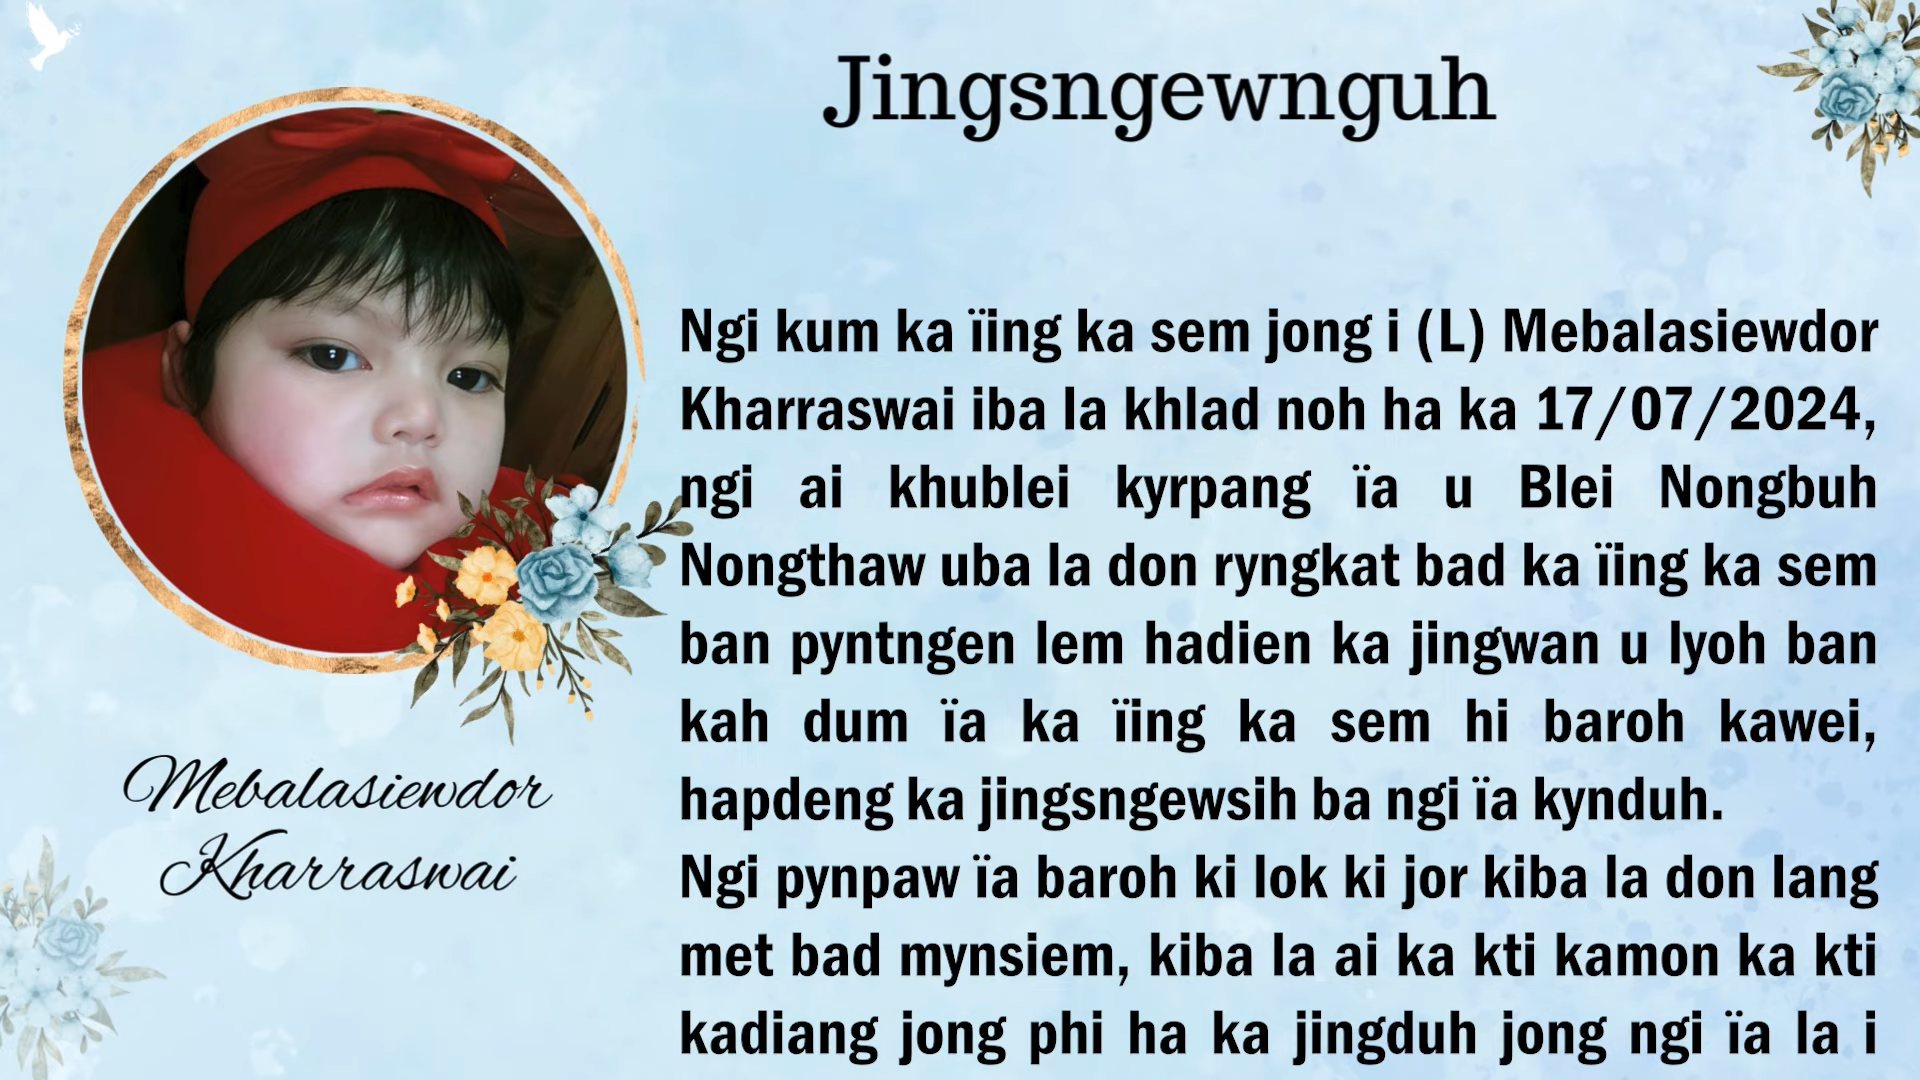 Jingsngewnguh
Mebalasiewdor
Kharraswai
Ngi kum ka ïing ka sem jong i (L) Mebalasiewdor
Kharraswai iba la khlad noh ha ka 17/07/2024,
ngi ai khublei kyrpang ïa u Blei Nongbuh
Nongthaw uba la don ryngkat bad ka ïing ka sem
ban pyntngen lem hadien ka jingwan u lyoh ban
kah dum ïa ka ïing ka sem hi baroh kawei,
hapdeng ka jingsngewsih ba ngi ïa kynduh.
Ngi pynpaw ïa baroh ki lok ki jor kiba la don lang
met bad mynsiem, kiba la ai ka kti kamon ka kti
kadiang jong phi ha ka jingduh jong ngi ïa la i